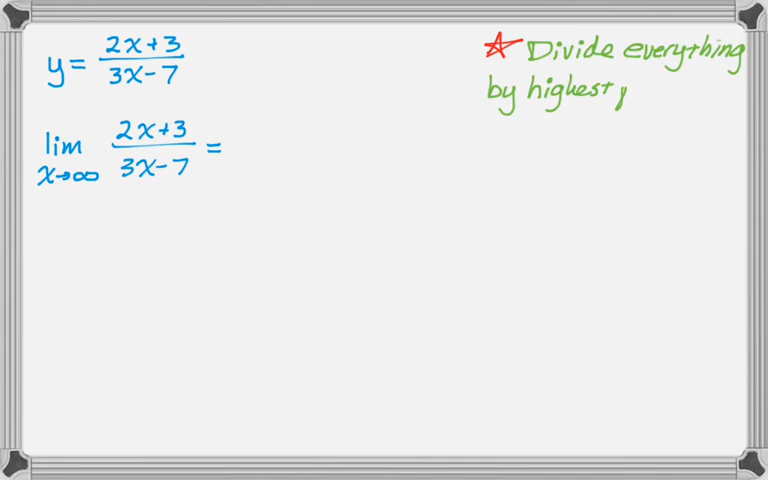 y = (2x+3)/(3x-7)
☆ Divide everything
by highest
lim x→∞ (2x+3)/(3x-7) =